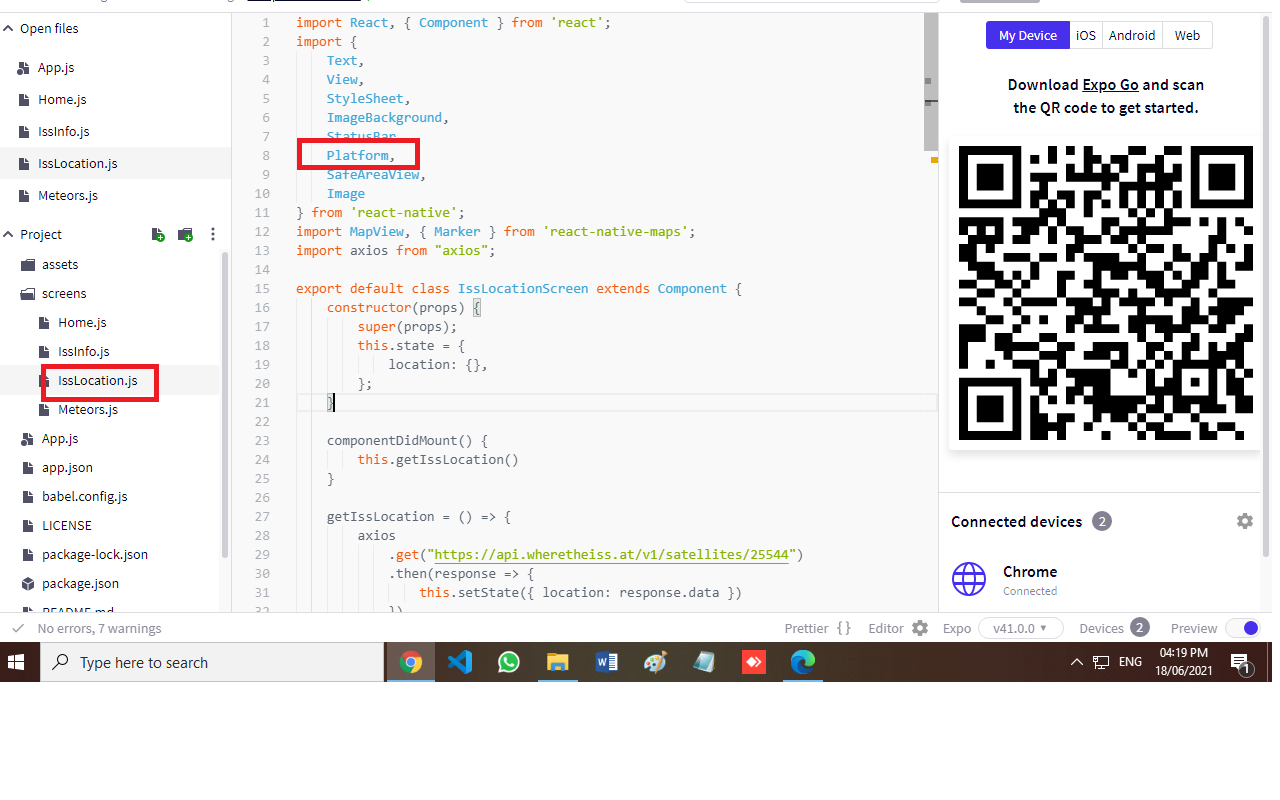 Open files
App.js
Home.js
IssInfo.js
IssLocation.js
Meteors.js
Project
assets
screens
Home.js
IssInfo.js
IssLocation.js
Meteors.js
App.js
app.json
babel.config.js
LICENSE
package-lock.json
package.json
README.md
1 import React, { Component } from 'react';
2 import {
3 Text,
4 View,
5 StyleSheet,
6 ImageBackground,
7 StatusBar
8 Platform,
9 SafeAreaView,
10 Image
11 } from 'react-native';
12 import MapView, { Marker } from 'react-native-maps';
13 import axios from "axios";
14
15 export default class IssLocationScreen extends Component {
16 constructor(props) {
17 super(props);
18 this.state = {
19 location: {},
20 };
21 }
22
23 componentDidMount() {
24 this.getIssLocation()
25 }
26
27 getIssLocation = () => {
28 axios
29 .get("https://api.wheretheiss.at/v1/satellites/25544")
30 .then(response => {
31 this.setState({ location: response.data })
32 })
My Device iOS Android Web
Download Expo Go and scan
the QR code to get started.
Connected devices 2
Chrome
Connected
No errors, 7 warnings
Prettier {} Editor Expo v41.0.0 Devices 2 Preview
Type here to search
ENG
04:19 PM
18/06/2021
1